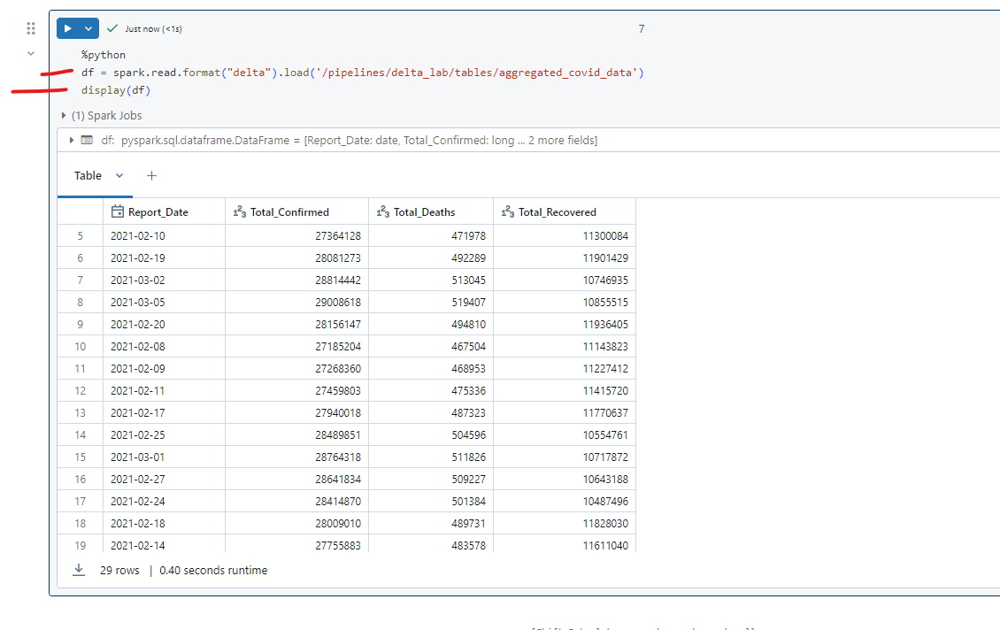 Just now (<1s)
7
%python
df = spark.read.format("delta").load('/pipelines/delta_lab/tables/aggregated_covid_data')
display(df)
(1) Spark Jobs
df: pyspark.sql.dataframe.DataFrame = [Report_Date: date, Total_Confirmed: long ... 2 more fields]
Table
Report_Date 123 Total_Confirmed 123 Total_Deaths 123 Total_Recovered
5 2021-02-10 27364128 471978 11300084
6 2021-02-19 28081273 492289 11901429
7 2021-03-02 28814442 513045 10746935
8 2021-03-05 29008618 519407 10855515
9 2021-02-20 28156147 494810 11936405
10 2021-02-08 27185204 467504 11143823
11 2021-02-09 27268360 468953 11227412
12 2021-02-11 27459803 475336 11415720
13 2021-02-17 27940018 487323 11770637
14 2021-02-25 28489851 504596 10554761
15 2021-03-01 28764318 511826 10717872
16 2021-02-27 28641834 509227 10643188
17 2021-02-24 28414870 501384 10487496
18 2021-02-18 28009010 489731 11828030
19 2021-02-14 27755883 483578 11611040
29 rows | 0.40 seconds runtime